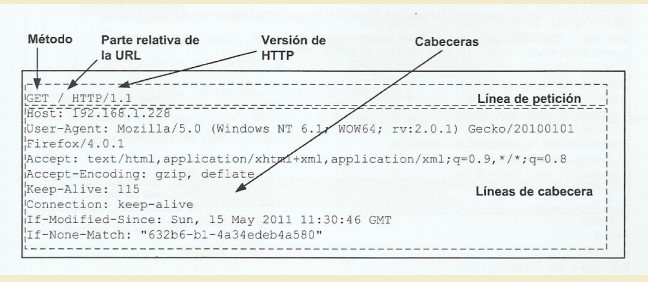 Método
Parte relativa de
la URL
Versión de
HTTP
Cabeceras
GET / HTTP/1.1
Línea de petición
Host: 192.168.1.228
User-Agent: Mozilla/5.0 (Windows NT 6.1; WOW64; rv:2.0.1) Gecko/20100101
Firefox/4.0.1
Accept: text/html,application/xhtml+xml,application/xml;q=0.9,*/*;q=0.8
Accept-Encoding: gzip, deflate
Keep-Alive: 115
Líneas de cabecera
Connection: keep-alive
If-Modified-Since: Sun, 15 May 2011 11:30:46 GMT
If-None-Match: "632b6-b1-4a34edeb4a580"